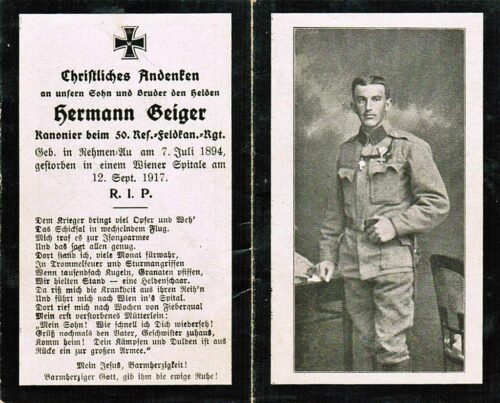 Christliches Andenken
an unsern Sohn und Bruder den Helden
Hermann Geiger
Kanonier beim 50. Res.-Feldkan.-Rgt.
Geb. in Rehmen-Au am 7. Juli 1894,
gestorben in einem Wiener Spitale am
12. Sept. 1917.
R. I. P.
Dem Krieger bringt viel Opfer und Weh'
Das Schicksal in wechselndem Flug.
Mich traf es zur Isonzoarmee
Und das sagt allen genug.
Dort stand ich, viele Monat fürwahr,
In Trommelfeuer und Sturmangriffen
Wenn tausendfach Kugeln, Granaten pfiffen,
Wir hielten Stand — eine Heldenschaar.
Da riß mich die Krankheit aus ihren Reih'n
Und führt mich nach Wien in's Spital.
Dort rief nach Wochen von Fieberqual
Mein erst verstorbenes Mütterlein:
„Mein Sohn! Wie schnell ich Dich wiederseh!
Grüß nochmals den Vater, Geschwister zuhaus,
Komm heim! Dein Kämpfen und Dulden ist aus
Rücke ein zur großen Armee."
Mein Jesus, Barmherzigkeit!
Barmherziger Gott, gib ihm die ewige Ruhe!